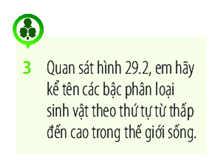 3 Quan sát hình 29.2, em hãy
kể tên các bậc phân loại
sinh vật theo thứ tự từ thấp
đến cao trong thế giới sống.